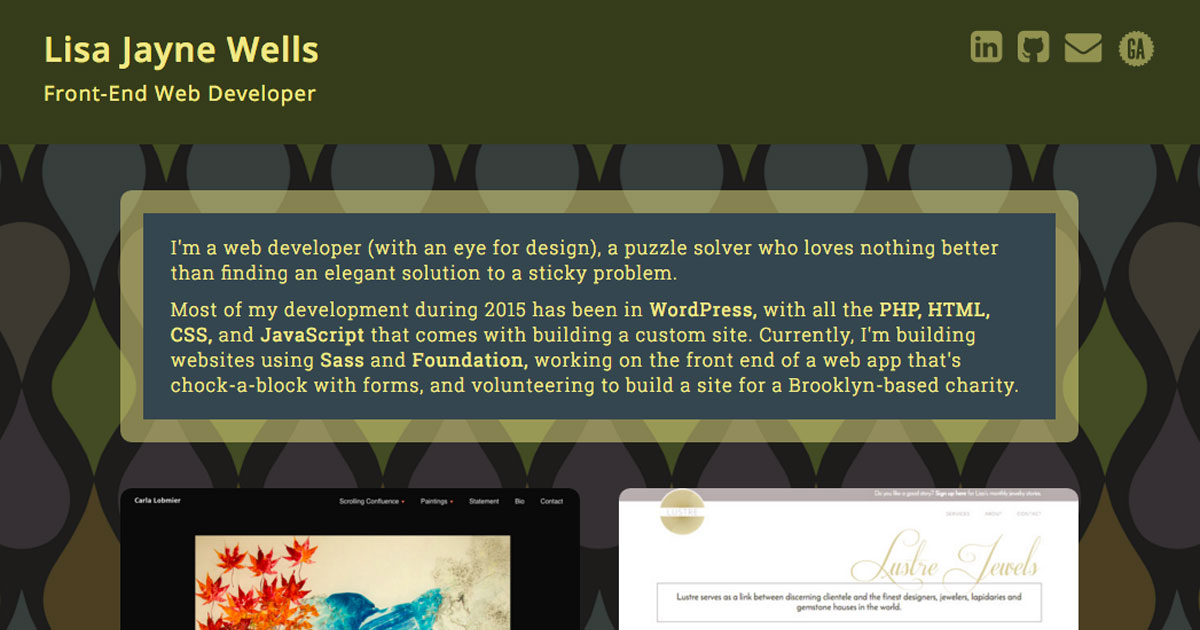 Lisa Jayne Wells
Front-End Web Developer
GA
I'm a web developer (with an eye for design), a puzzle solver who loves nothing better
than finding an elegant solution to a sticky problem.
Most of my development during 2015 has been in WordPress, with all the PHP, HTML,
CSS, and JavaScript that comes with building a custom site. Currently, I'm building
websites using Sass and Foundation, working on the front end of a web app that's
chock-a-block with forms, and volunteering to build a site for a Brooklyn-based charity.
Carla Lobmier
Scrolling Confluence Paintings Statement Bio Contact
Do you like a good story? Sign up here for Lisa's monthly jewelry stories
LUSTRE
SERVICES ABOUT CONTACT
Lustre Jewels
Lustre serves as a link between discerning clientele and the finest designers, jewelers, lapidaries and
gemstone houses in the world.